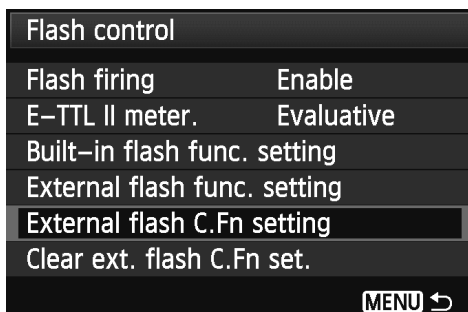 Flash control
Flash firing Enable
E-TTL II meter. Evaluative
Built-in flash func. setting
External flash func. setting
External flash C.Fn setting
Clear ext. flash C.Fn set.
MENU